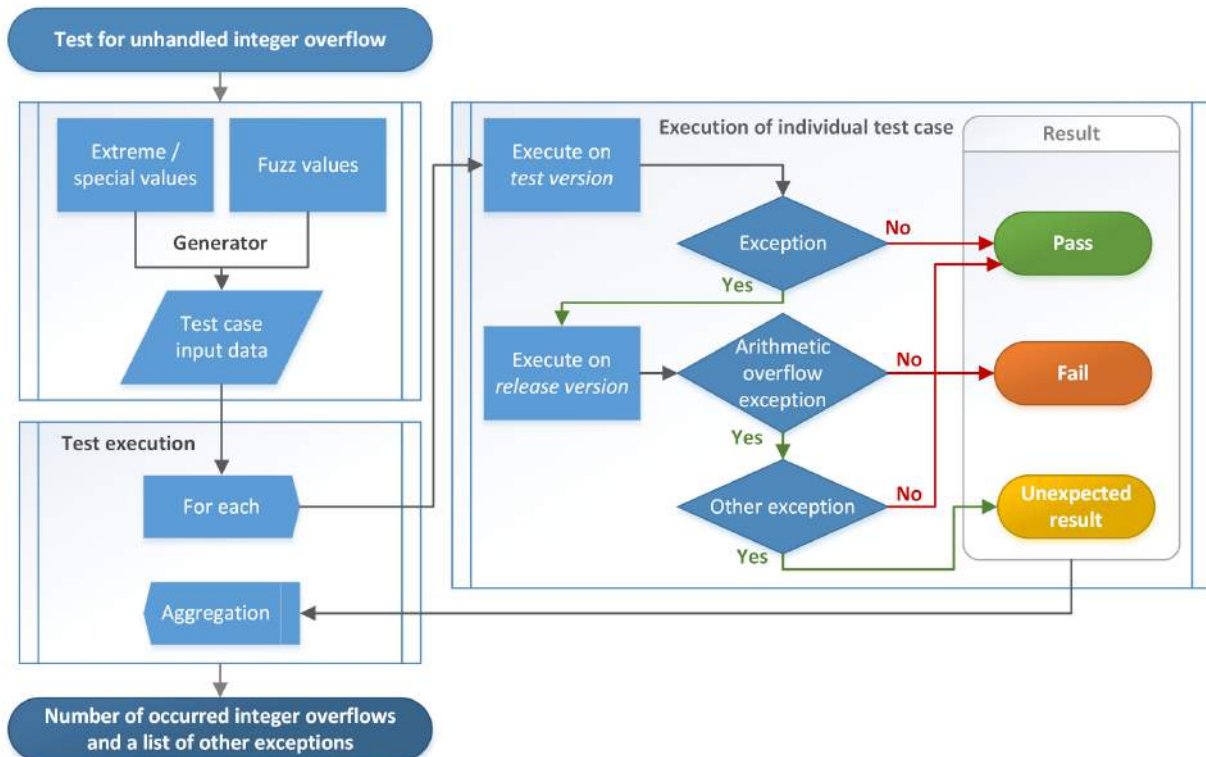 Test for unhandled integer overflow
Extreme /
special values
Fuzz values
Generator
Test case
input data
Test execution
For each
Aggregation
Number of occurred integer overflows
and a list of other exceptions
Execution of individual test case
Execute on
test version
Exception
No
Yes
Execute on
release version
Arithmetic
overflow
exception
No
Yes
Other exception
No
Yes
Result
Pass
Fail
Unexpected
result